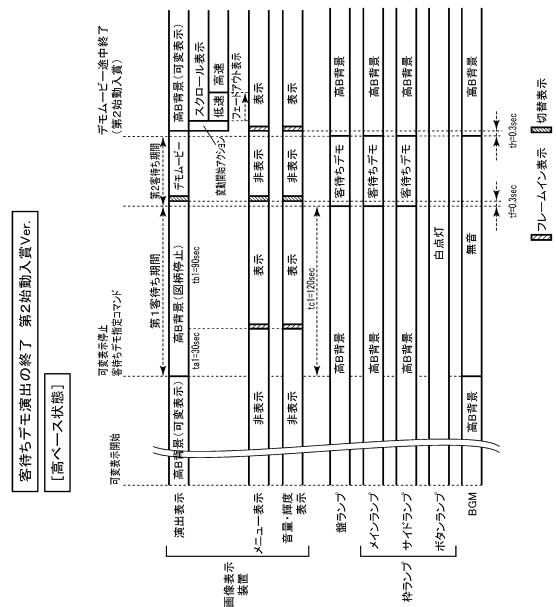 客待ちデモ演出の終了　第２始動入賞Ver.
[高ベース状態]
可変表示開始
可変表示停止
客待ちデモ指定コマンド
デモムービー途中終了
(第２始動入賞)
第１客待ち期間
第２客待ち期間
画像表示
装置
演出表示
高B背景(可変表示)
高B背景(図柄停止)
デモムービー
高B背景(可変表示)
ta1=30sec
tb1=90sec
変動開始アクション
スクロール表示
低速
高速
フェードアウト表示
メニュー表示
非表示
表示
非表示
表示
音量・輝度
表示
非表示
表示
非表示
表示
tc1=120sec
盤ランプ
高B背景
客待ちデモ
高B背景
枠ランプ
メインランプ
高B背景
客待ちデモ
高B背景
サイドランプ
高B背景
客待ちデモ
高B背景
ボタンランプ
白点灯
BGM
高B背景
無音
高B背景
tf=0.3sec
th=0.3sec
フレームイン表示
切替表示